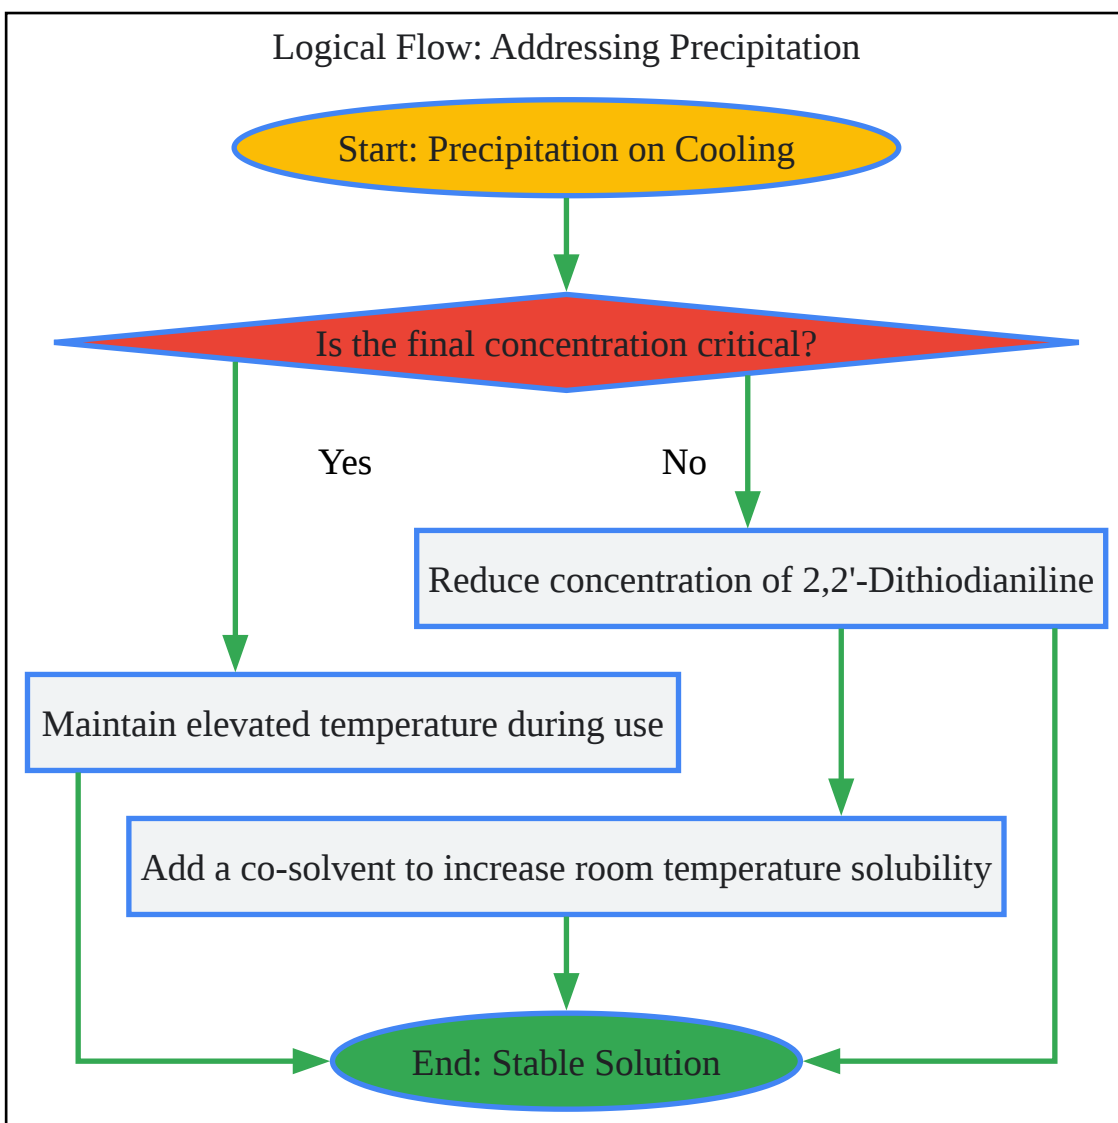 Logical Flow: Addressing Precipitation
Start: Precipitation on Cooling
Is the final concentration critical?
Yes
No
Reduce concentration of 2,2'-Dithiodianiline
Maintain elevated temperature during use
Add a co-solvent to increase room temperature solubility
End: Stable Solution